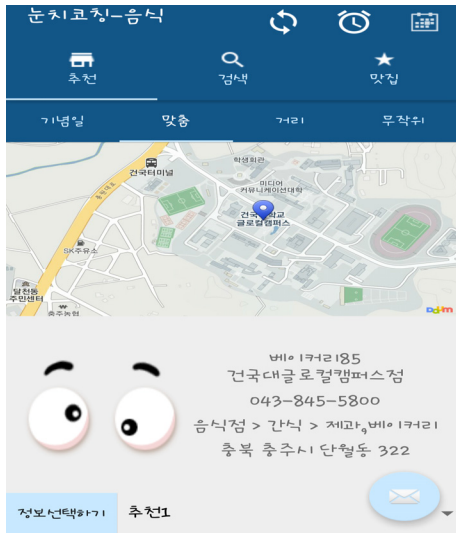 눈치코칭-음식
추천
검색
맛집
기념일
맞춤
거리
무작위
건국터미널
학생회관
미디어
커뮤니케이션대학
충원대로
건국대학교
글로컬캠퍼스
SK주유소
달천동
주민센터
충주농협
Daum
베이커리85
건국대글로컬캠퍼스점
043-845-5800
음식점 > 간식 > 제과,베이커리
충북 충주시 단월동 322
정보선택하기
추천1